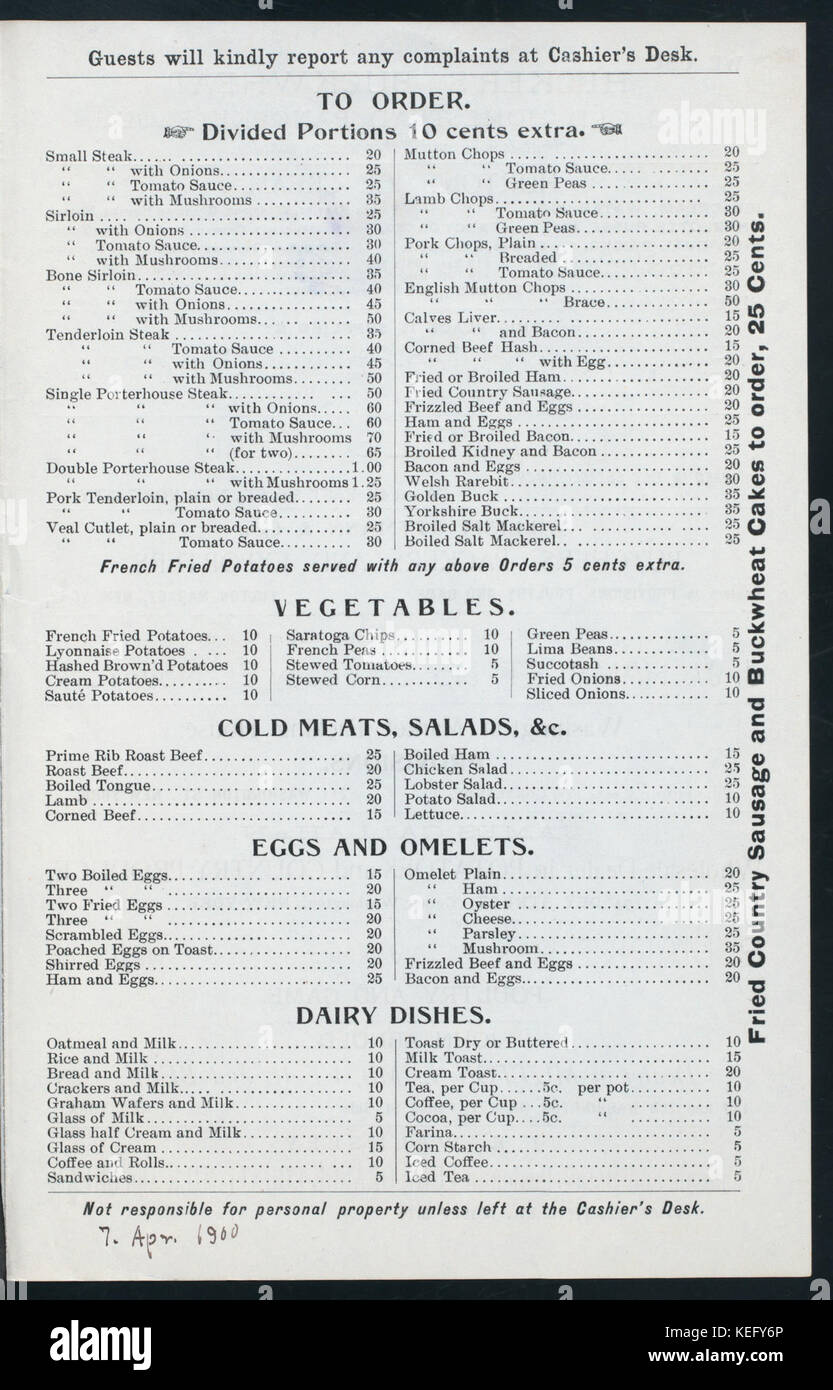 Guests will kindly report any complaints at Cashier's Desk.
TO ORDER.
Divided Portions 10 cents extra.
Small Steak...... ...................... 20
“ “ with Onions................... 25
“ “ Tomato Sauce................. 25
“ “ with Mushrooms ............. 35
Sirloin .... .............................. 25
“ with Onions ....................... 30
“ Tomato Sauce...................... 30
“ with Mushrooms................... 40
Bone Sirloin............................. 35
“ “ Tomato Sauce................ 40
“ “ with Onions.................. 45
“ “ with Mushrooms... ........ 50
Tenderloin Steak ....................... 35
“ “ Tomato Sauce .......... 40
“ “ with Onions............ 45
“ “ with Mushrooms........ 50
Single Porterhouse Steak............ ... 50
“ “ “ with Onions..... 60
“ “ “ Tomato Sauce... 60
“ “ “ with Mushrooms 70
“ “ “ (for two)........ 65
Double Porterhouse Steak................1.00
“ “ “ with Mushrooms 1.25
Pork Tenderloin, plain or breaded........ 25
“ “ Tomato Sauce............ 30
Veal Cutlet, plain or breaded............. 25
“ “ Tomato Sauce.......... 30
Mutton Chops ..... ...................... 20
“ “ Tomato Sauce............. 25
“ “ Green Peas ............... 25
Lamb Chops............................ 25
“ “ Tomato Sauce.............. 30
“ “ Green Peas................. 30
Pork Chops, Plain ...................... 20
“ “ Breaded .................... 25
“ “ Tomato Sauce............... 25
English Mutton Chops .................. 30
“ “ “ Brace.............. 50
Calves Liver............................. 15
“ “ and Bacon.................. 20
Corned Beef Hash........................ 15
“ “ “ with Egg.............. 20
Fried or Broiled Ham..................... 20
Fried Country Sausage................... 20
Frizzled Beef and Eggs .................. 20
Ham and Eggs .......................... 25
Fried or Broiled Bacon................... 15
Broiled Kidney and Bacon ............... 25
Bacon and Eggs ......................... 20
Welsh Rarebit........................... 30
Golden Buck ............................ 35
Yorkshire Buck.......................... 35
Broiled Salt Mackerel... ................. 25
Boiled Salt Mackerel.. ................... 25
French Fried Potatoes served with any above Orders 5 cents extra.
VEGETABLES.
French Fried Potatoes... 10
Lyonnaise Potatoes . ... 10
Hashed Brown'd Potatoes 10
Cream Potatoes.......... 10
Sauté Potatoes.......... 10
Saratoga Chips.......... 10
French Peas ............ 10
Stewed Tomatoes........ 5
Stewed Corn............ 5
Green Peas.............. 5
Lima Beans............. 5
Succotash .............. 5
Fried Onions............ 10
Sliced Onions........... 10
COLD MEATS, SALADS, &c.
Prime Rib Roast Beef.................... 25
Roast Beef............................... 20
Boiled Tongue........................... 25
Lamb ................................... 20
Corned Beef............................. 15
Boiled Ham ............................. 15
Chicken Salad........................... 25
Lobster Salad............................ 25
Potato Salad............................. 10
Lettuce.................................. 10
EGGS AND OMELETS.
Two Boiled Eggs......................... 15
Three “ “ ......................... 20
Two Fried Eggs ......................... 15
Three “ “ ......................... 20
Scrambled Eggs.......................... 20
Poached Eggs on Toast................... 20
Shirred Eggs ............................ 20
Ham and Eggs........................... 25
Omelet Plain............................ 20
“ Ham ............................ 25
“ Oyster .......................... 25
“ Cheese........................... 25
“ Parsley.......................... 25
“ Mushroom....................... 35
Frizzled Beef and Eggs .................. 20
Bacon and Eggs.......................... 20
DAIRY DISHES.
Oatmeal and Milk....................... 10
Rice and Milk .......................... 10
Bread and Milk.......................... 10
Crackers and Milk.... ................... 10
Graham Wafers and Milk................ 10
Glass of Milk............................ 5
Glass half Cream and Milk............... 10
Glass of Cream ......................... 15
Coffee and Rolls.......................... 10
Sandwiches.............................. 5
Toast Dry or Buttered................... 10
Milk Toast............................... 15
Cream Toast............................. 20
Tea, per Cup......5c. per pot............ 10
Coffee, per Cup ...5c. “ ........... 10
Cocoa, per Cup....5c. “ ........... 10
Farina................................... 5
Corn Starch ............................. 5
Iced Coffee............................... 5
Iced Tea ................................ 5
Not responsible for personal property unless left at the Cashier's Desk.
7. Apr. 1900
Fried Country Sausage and Buckwheat Cakes to order, 25 Cents.
alamy
alamy
Image ID: KEFY6P
www.alamy.com